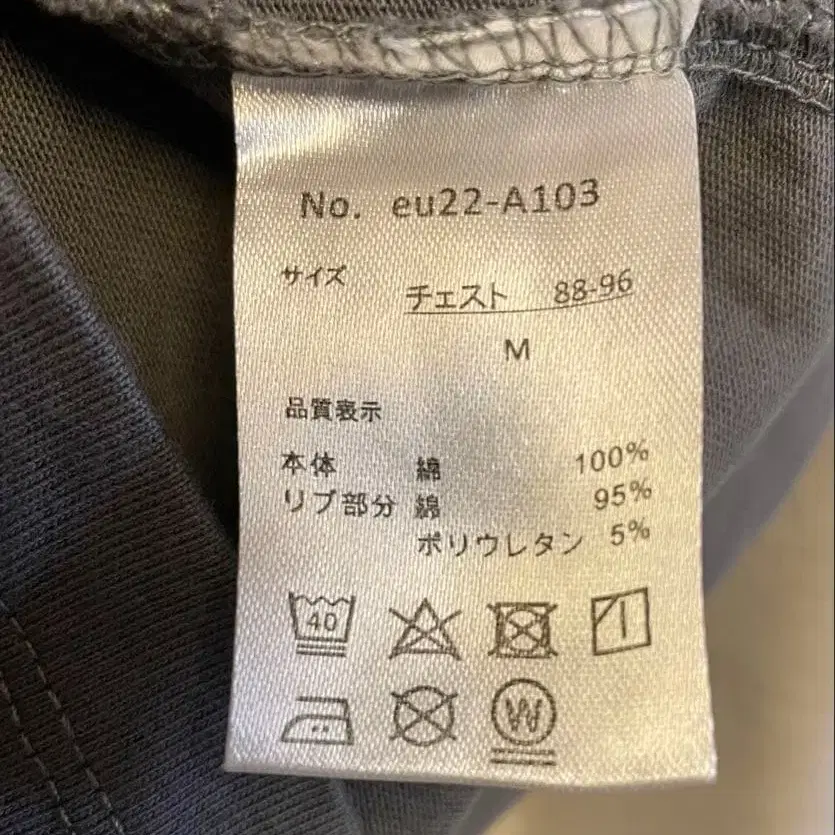 No. eu22-A103
サイズ チェスト 88-96
M
品質表示
本体 綿 100%
リブ部分 綿 95%
ポリウレタン 5%
40
W